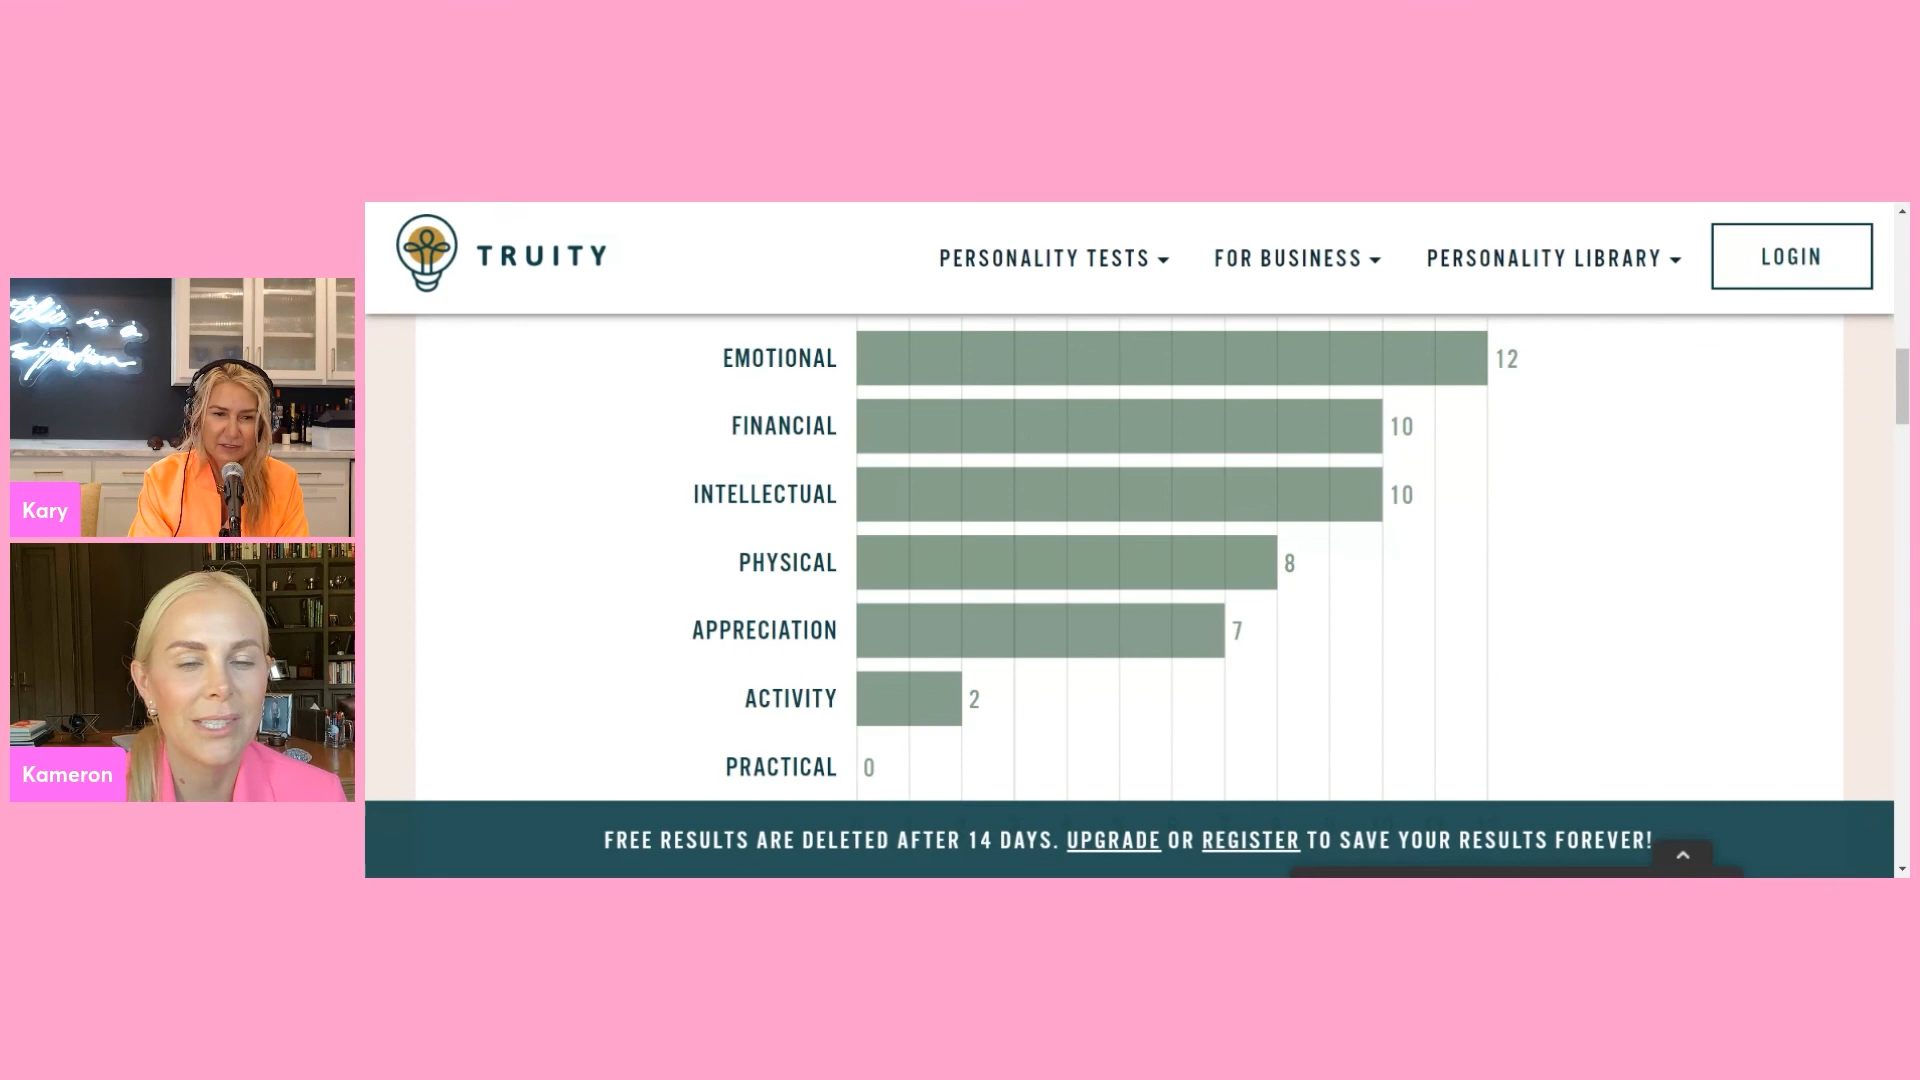 TRUITY
PERSONALITY TESTS
FOR BUSINESS
PERSONALITY LIBRARY
LOGIN
EMOTIONAL 12
FINANCIAL 10
INTELLECTUAL 10
PHYSICAL 8
APPRECIATION 7
ACTIVITY 2
PRACTICAL 0
FREE RESULTS ARE DELETED AFTER 14 DAYS. UPGRADE OR REGISTER TO SAVE YOUR RESULTS FOREVER!
this is a
Kary
Kameron